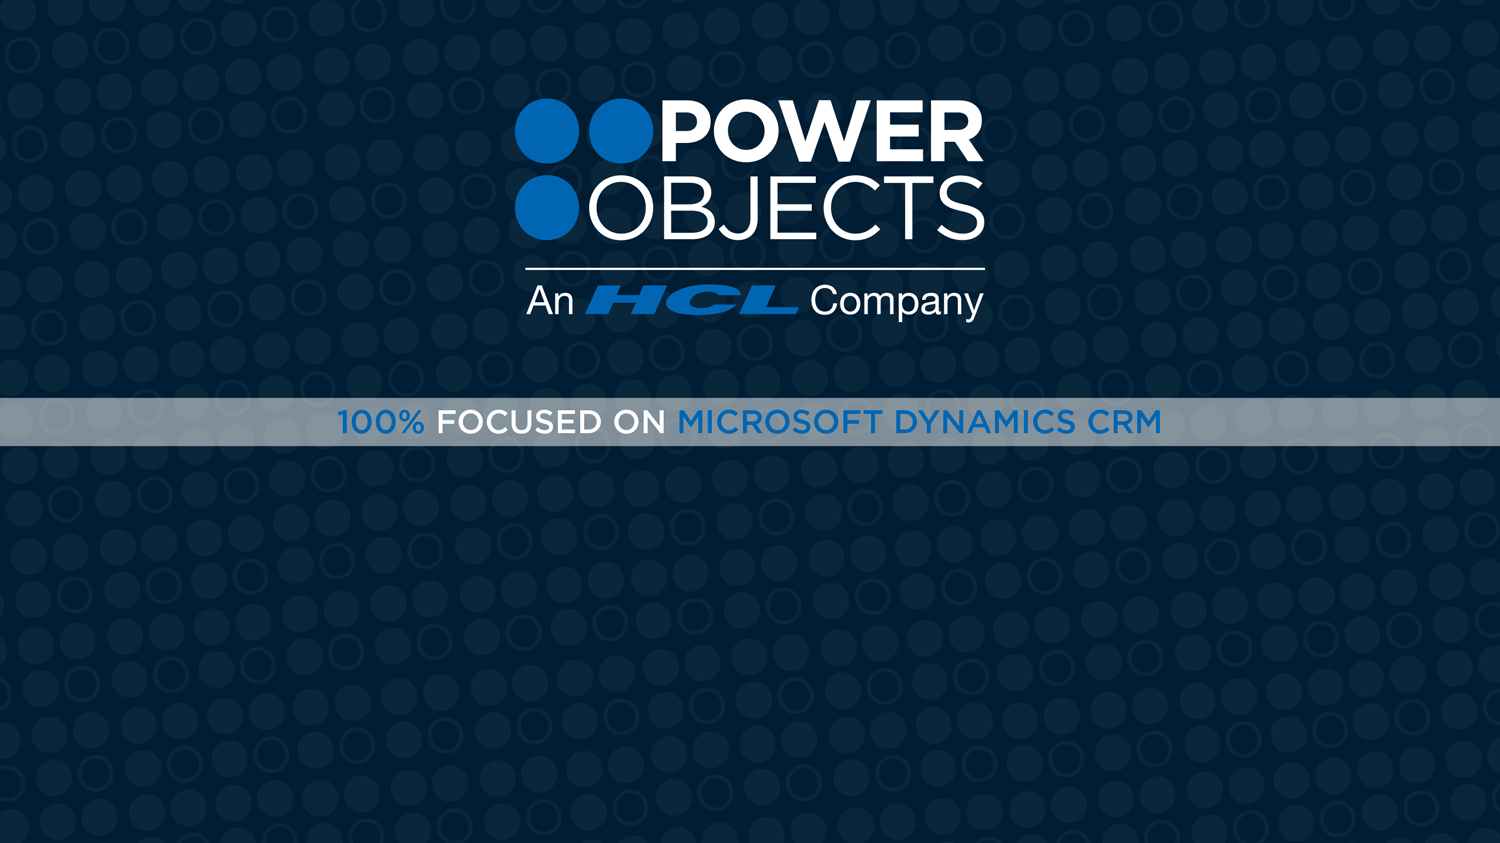 POWER
OBJECTS
An HCL Company
100% FOCUSED ON MICROSOFT DYNAMICS CRM